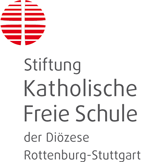 Stiftung
Katholische
Freie Schule
der Diözese
Rottenburg-Stuttgart